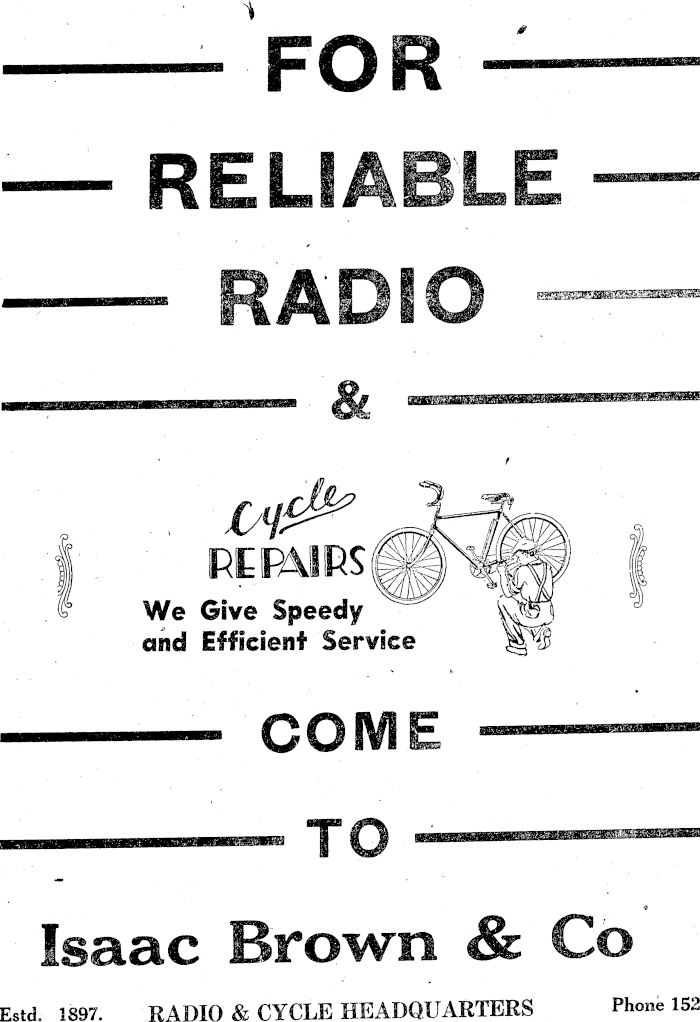 FOR
RELIABLE
RADIO
&
Cycle
REPAIRS
We Give Speedy
and Efficient Service
COME
TO
Isaac Brown & Co
Estd. 1897. RADIO & CYCLE HEADQUARTERS Phone 152